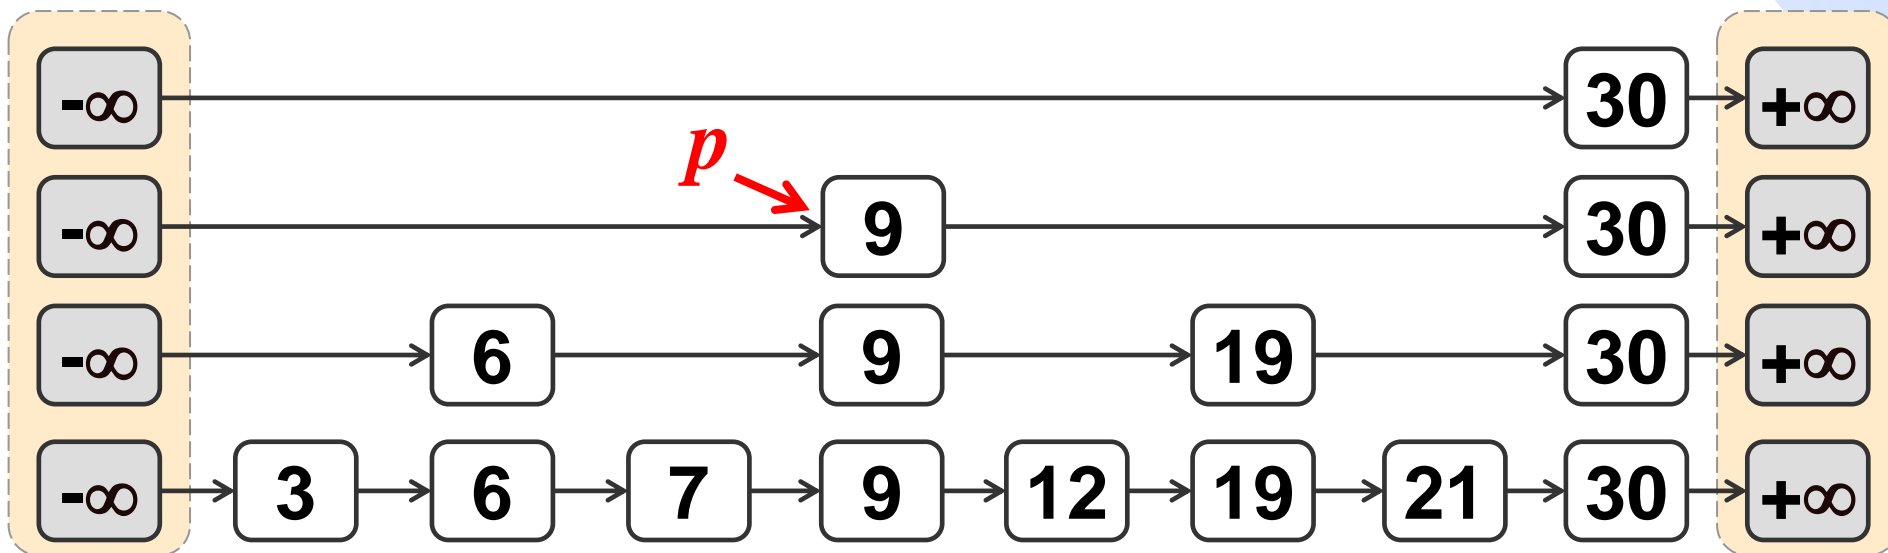 -∞ 30 +∞
p
-∞ 9 30 +∞
-∞ 6 9 19 30 +∞
-∞ 3 6 7 9 12 19 21 30 +∞